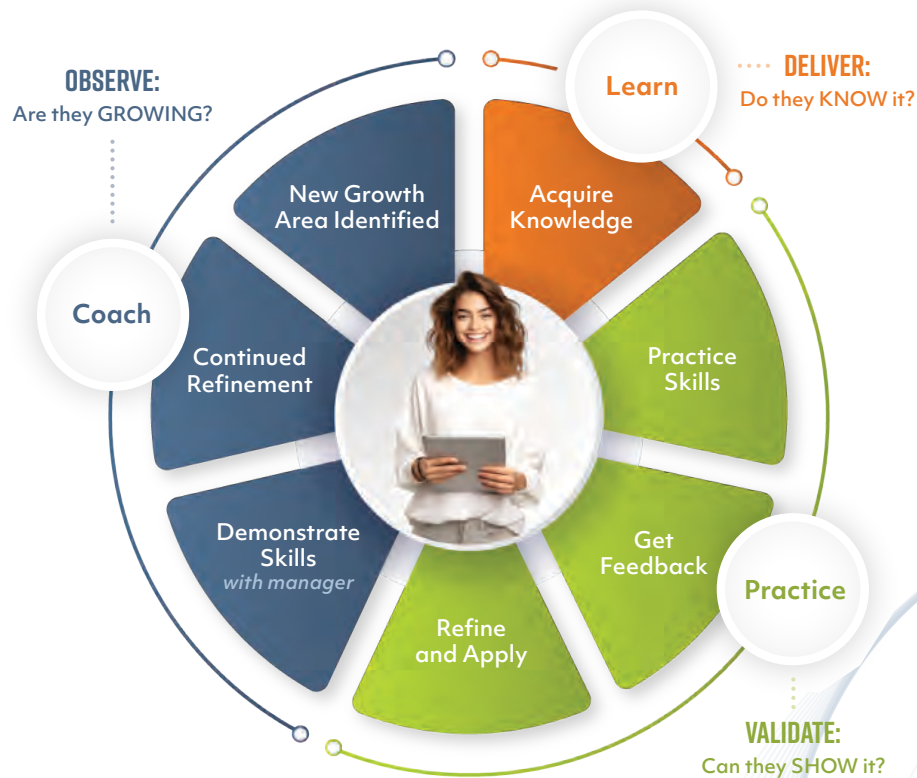 Learn
DELIVER:
Do they KNOW it?
Acquire
Knowledge
Practice
Skills
Get
Feedback
Refine
and Apply
Practice
VALIDATE:
Can they SHOW it?
Demonstrate
Skills
with manager
Continued
Refinement
New Growth
Area Identified
Coach
OBSERVE:
Are they GROWING?